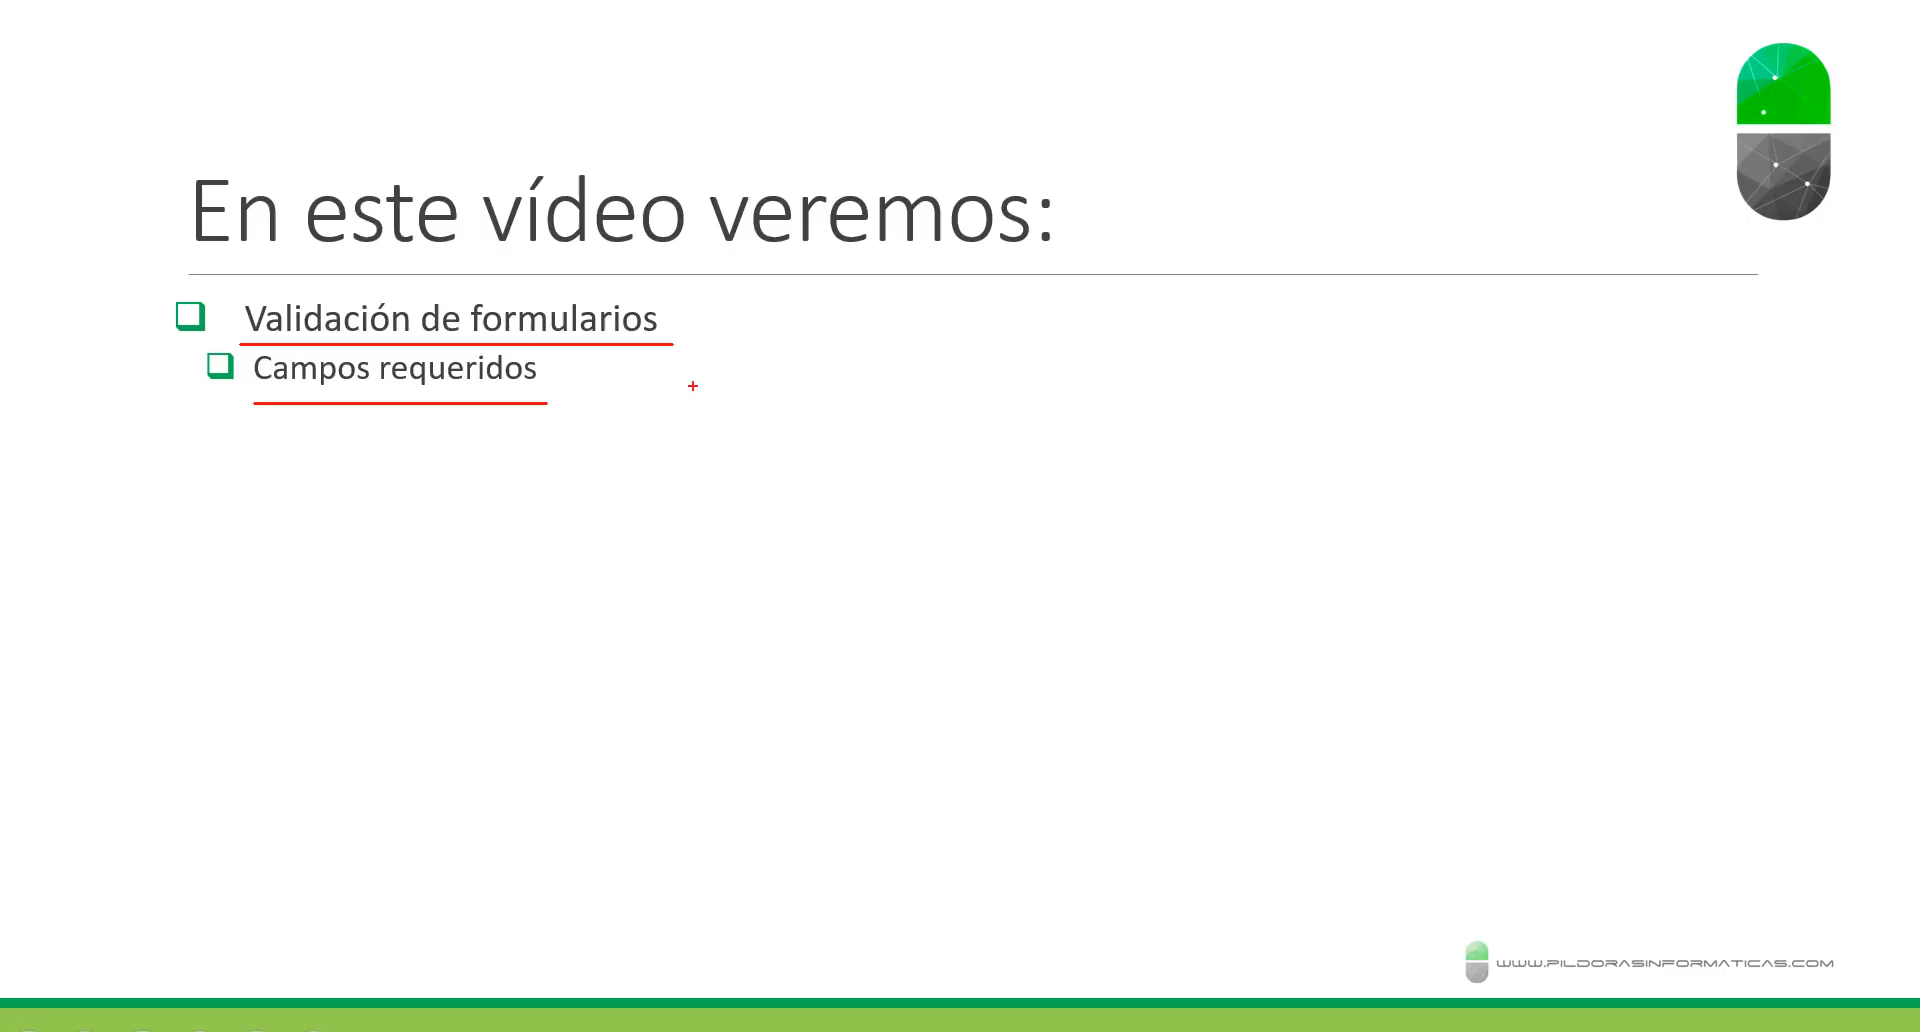 En este vídeo veremos:
Validación de formularios
Campos requeridos
WWW.PILDORASINFORMATICAS.COM